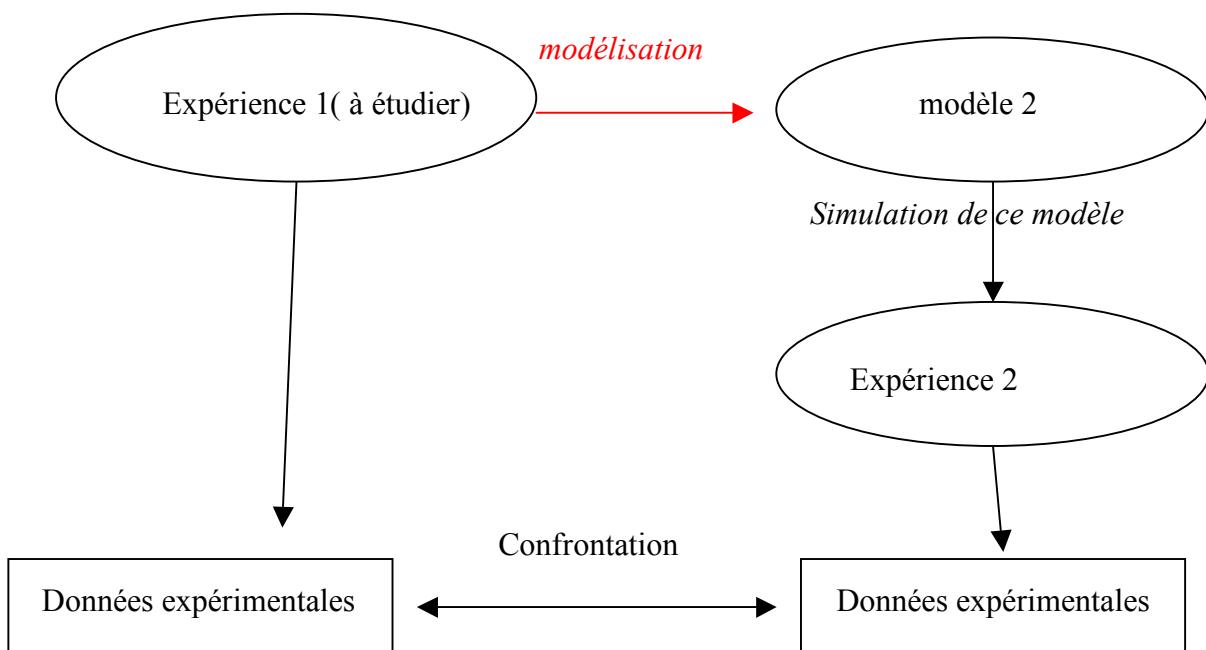 modélisation
Expérience 1( à étudier)
modèle 2
Simulation de ce modèle
Expérience 2
Confrontation
Données expérimentales
Données expérimentales